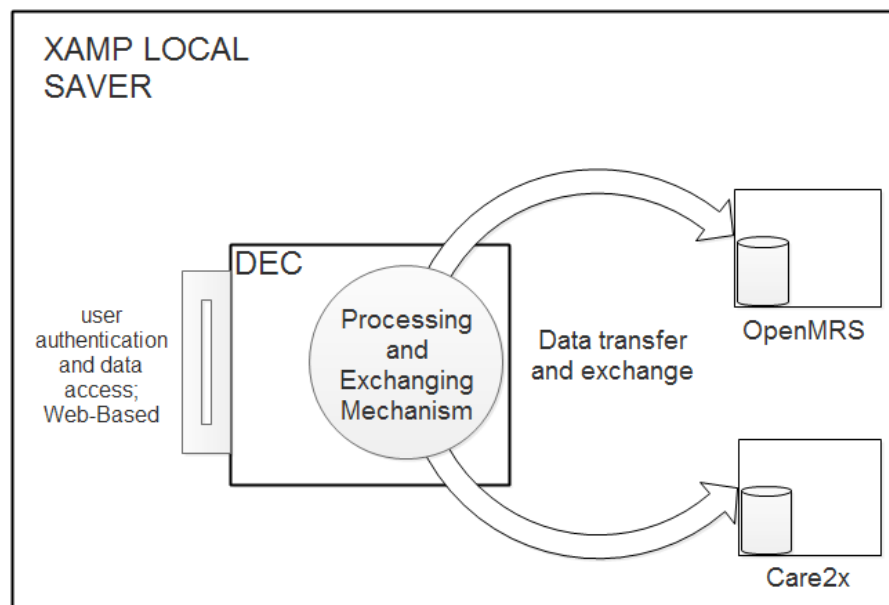 XAMP LOCAL
SAVER
DEC
user
authentication
and data
access;
Web-Based
Processing
and
Exchanging
Mechanism
Data transfer
and exchange
OpenMRS
Care2x